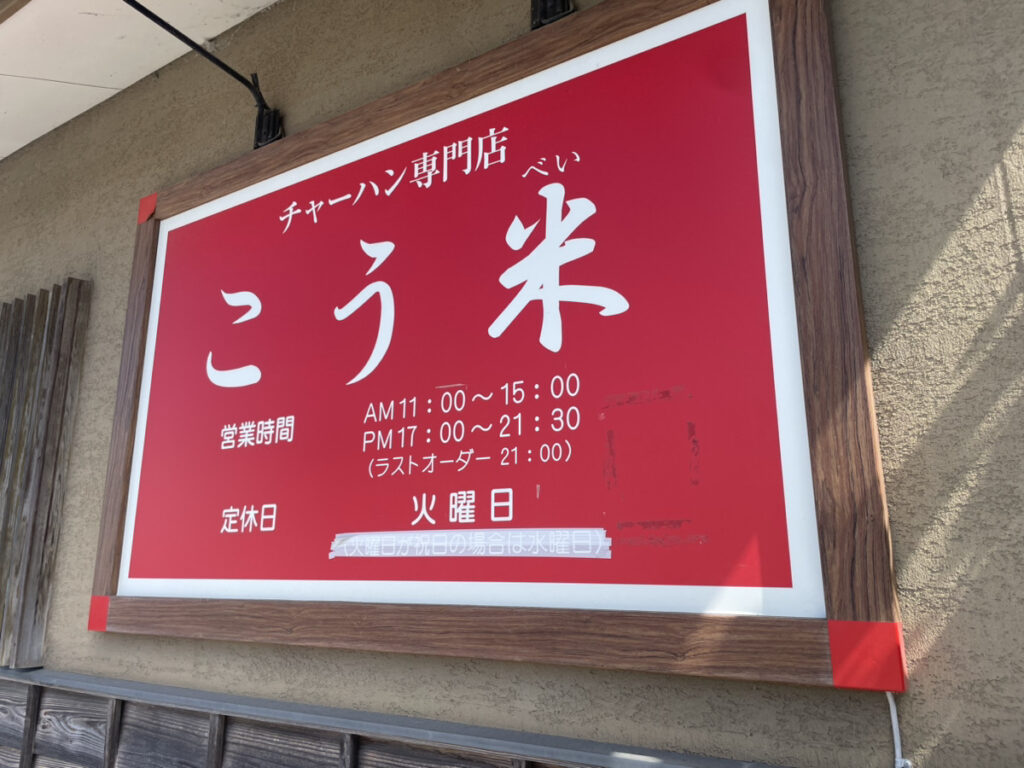 チャーハン専門店
べい
こう米
営業時間 AM11:00～15:00
PM17:00～21:30
(ラストオーダー 21:00)
定休日 火曜日
(火曜日が祝日の場合は水曜日)